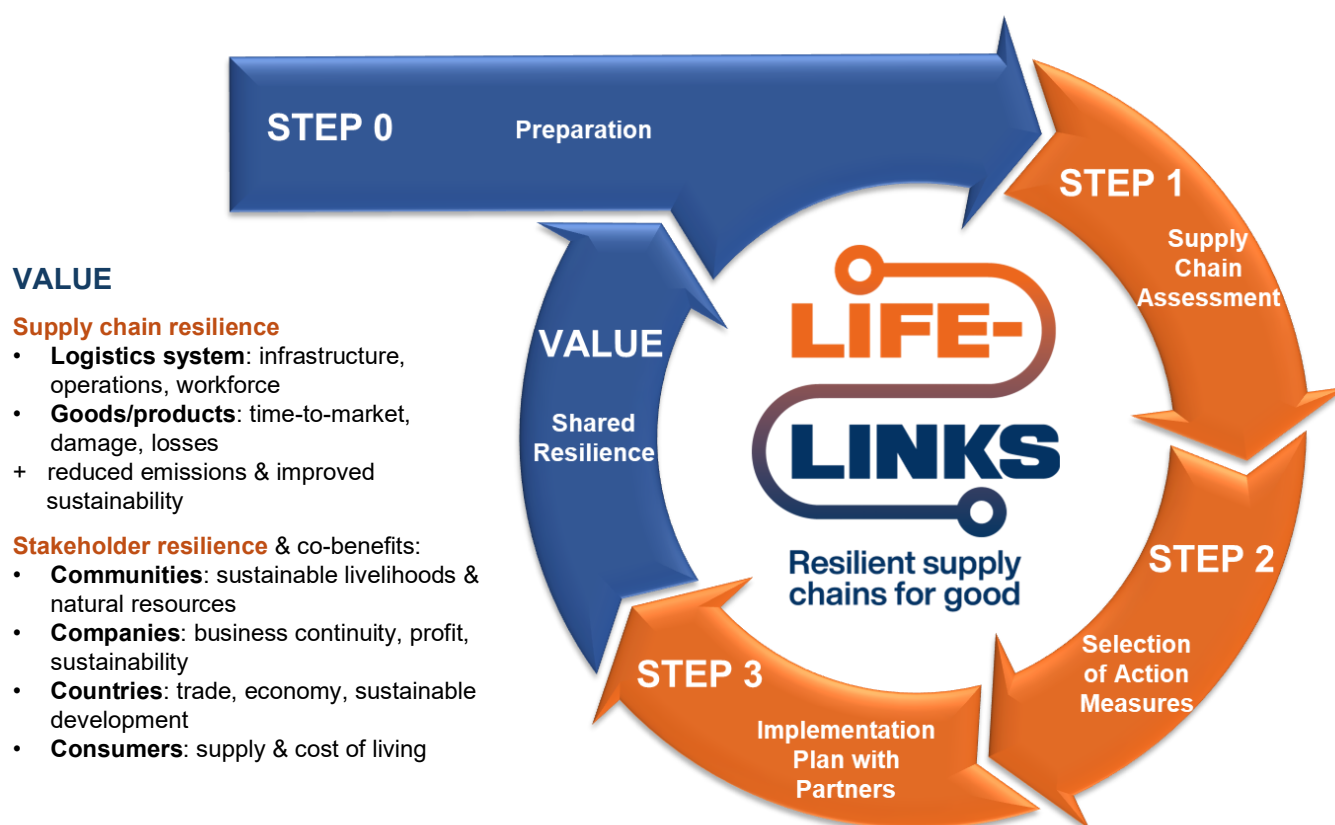 STEP 0
Preparation
STEP 1
Supply
Chain
Assessment
STEP 2
Selection
of Action
Measures
STEP 3
Implementation
Plan with
Partners
VALUE
Shared
Resilience
LIFE-
LINKS
Resilient supply
chains for good
VALUE
Supply chain resilience
• Logistics system: infrastructure,
operations, workforce
• Goods/products: time-to-market,
damage, losses
+ reduced emissions & improved
sustainability
Stakeholder resilience & co-benefits:
• Communities: sustainable livelihoods &
natural resources
• Companies: business continuity, profit,
sustainability
• Countries: trade, economy, sustainable
development
• Consumers: supply & cost of living